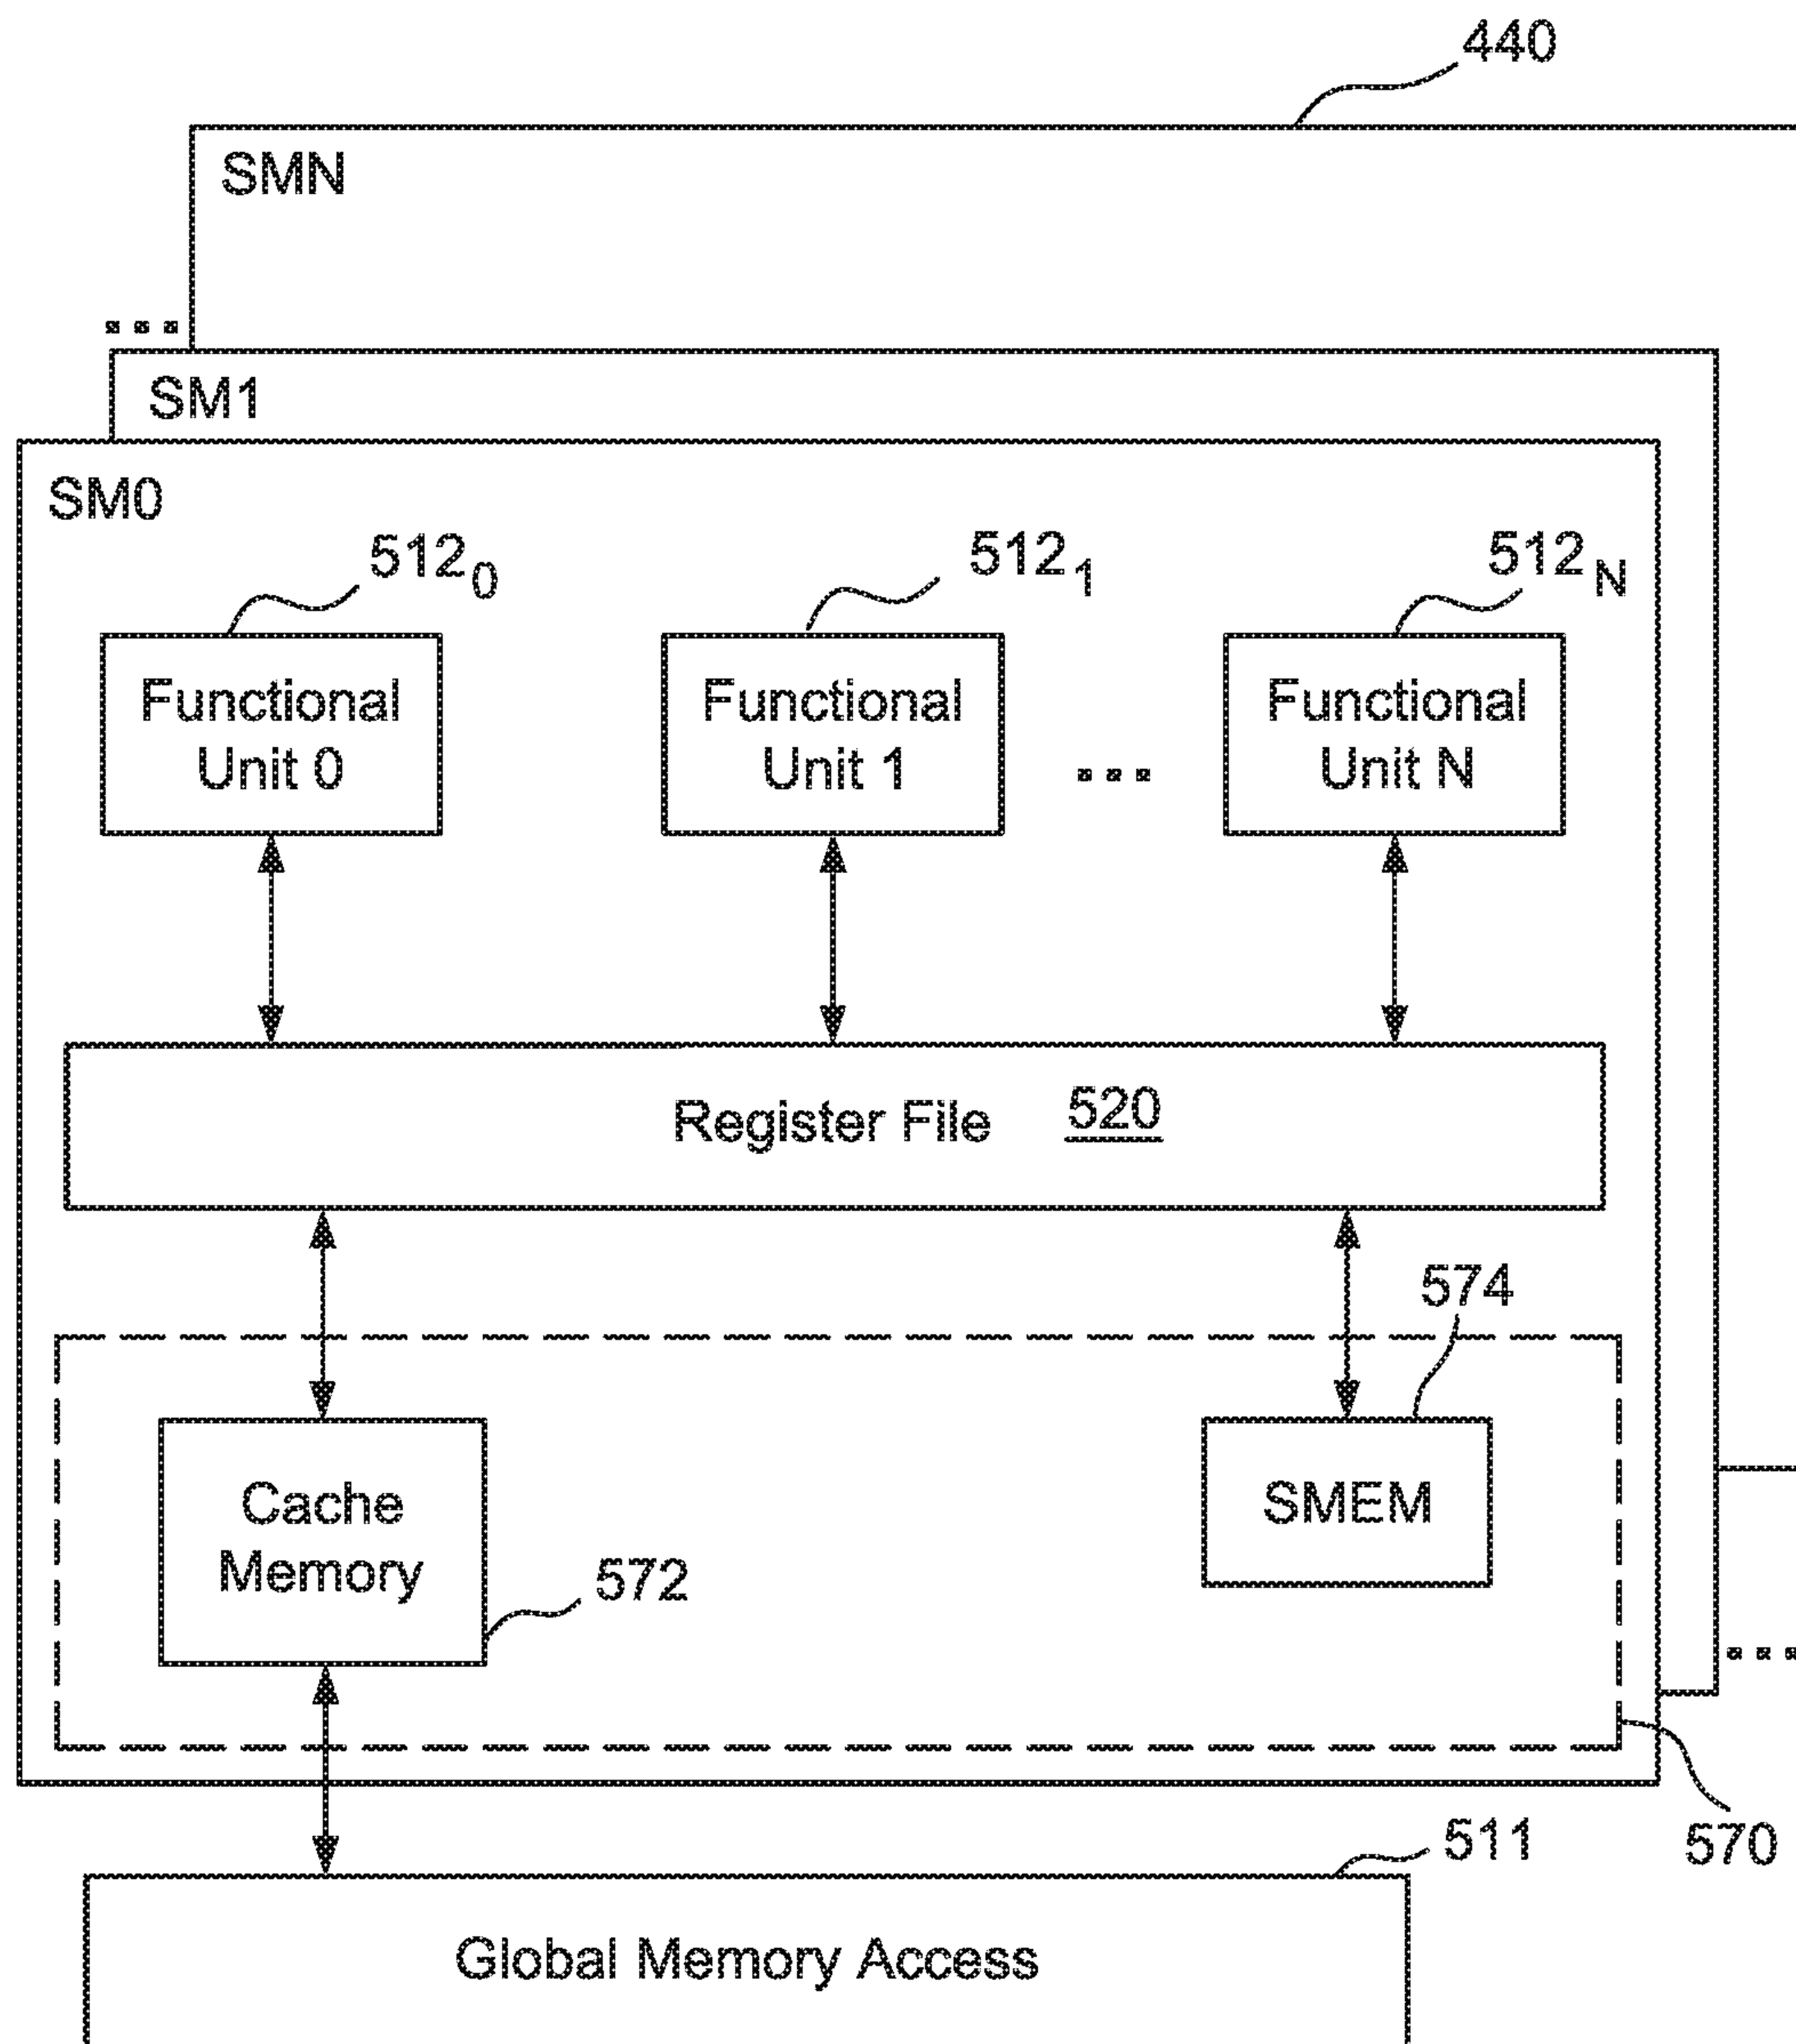 440
SMN
...
SM1
SM0
512₀
512₁
512_N
Functional
Unit 0
Functional
Unit 1
...
Functional
Unit N
Register File 520
574
Cache
Memory
572
SMEM
...
570
511
Global Memory Access